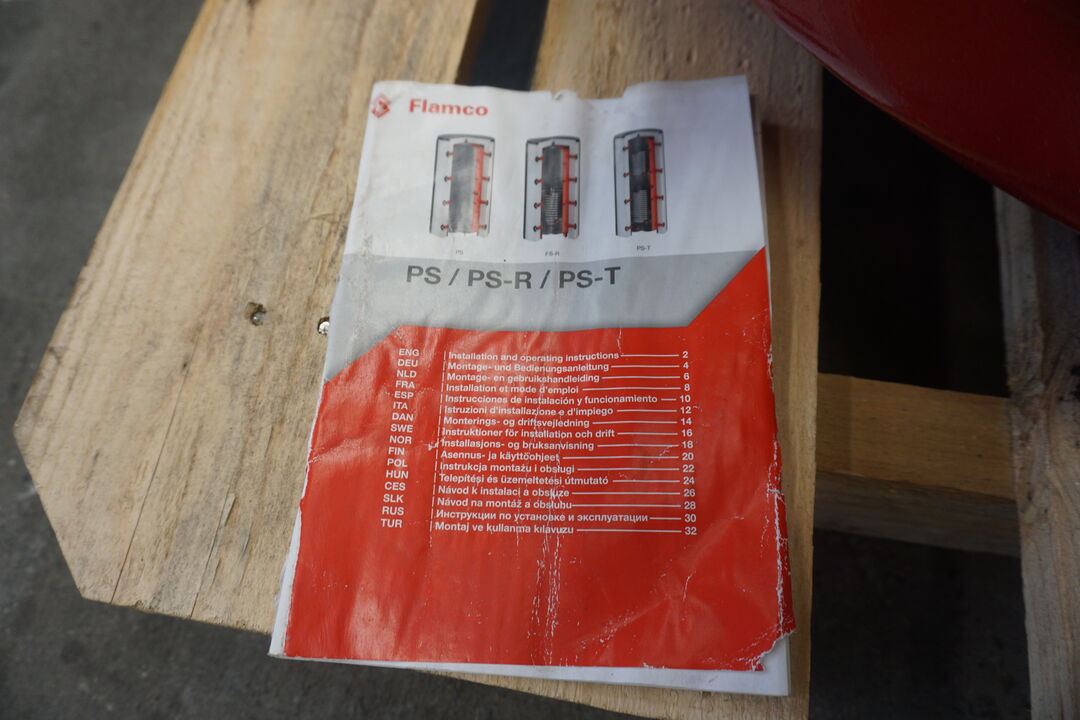 Flamco
PS
PS-R
PS-T
PS / PS-R / PS-T
ENG Installation and operating instructions 2
DEU Montage- und Bedienungsanleitung 4
NLD Montage- en gebruikshandleiding 6
FRA Installation et mode d'emploi 8
ESP Instrucciones de instalación y funcionamiento 10
ITA Istruzioni d'installazione e d'impiego 12
DAN Monterings- og driftsvejledning 14
SWE Instruktioner för installation och drift 16
NOR Installasjons- og bruksanvisning 18
FIN Asennus- ja käyttöohjeet 20
POL Instrukcja montażu i obsługi 22
HUN Telepítési és üzemeltetési útmutató 24
CES Návod k instalaci a obsluze 26
SLK Návod na montáž a obsluhu 28
RUS Инструкции по установке и эксплуатации 30
TUR Montaj ve kullanma kılavuzu 32